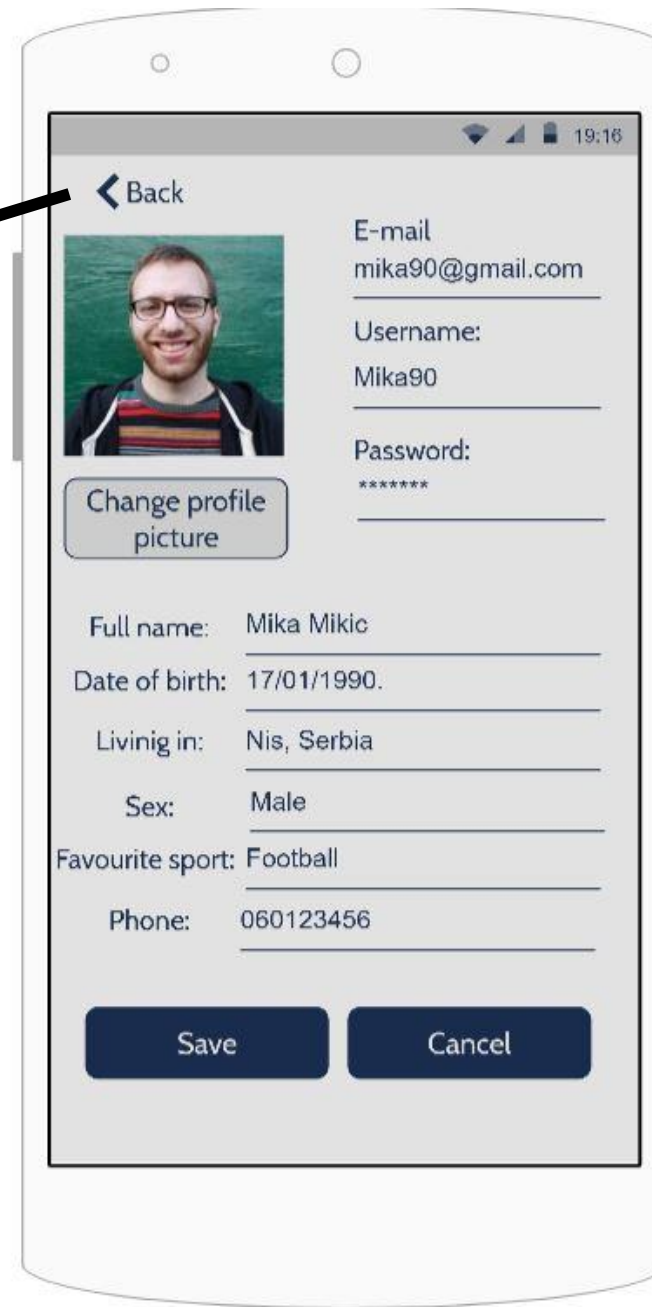 19:16
Back
E-mail
mika90@gmail.com
Username:
Mika90
Password:
*******
Change profile
picture
Full name: Mika Mikic
Date of birth: 17/01/1990.
Livinig in: Nis, Serbia
Sex: Male
Favourite sport: Football
Phone: 060123456
Save Cancel